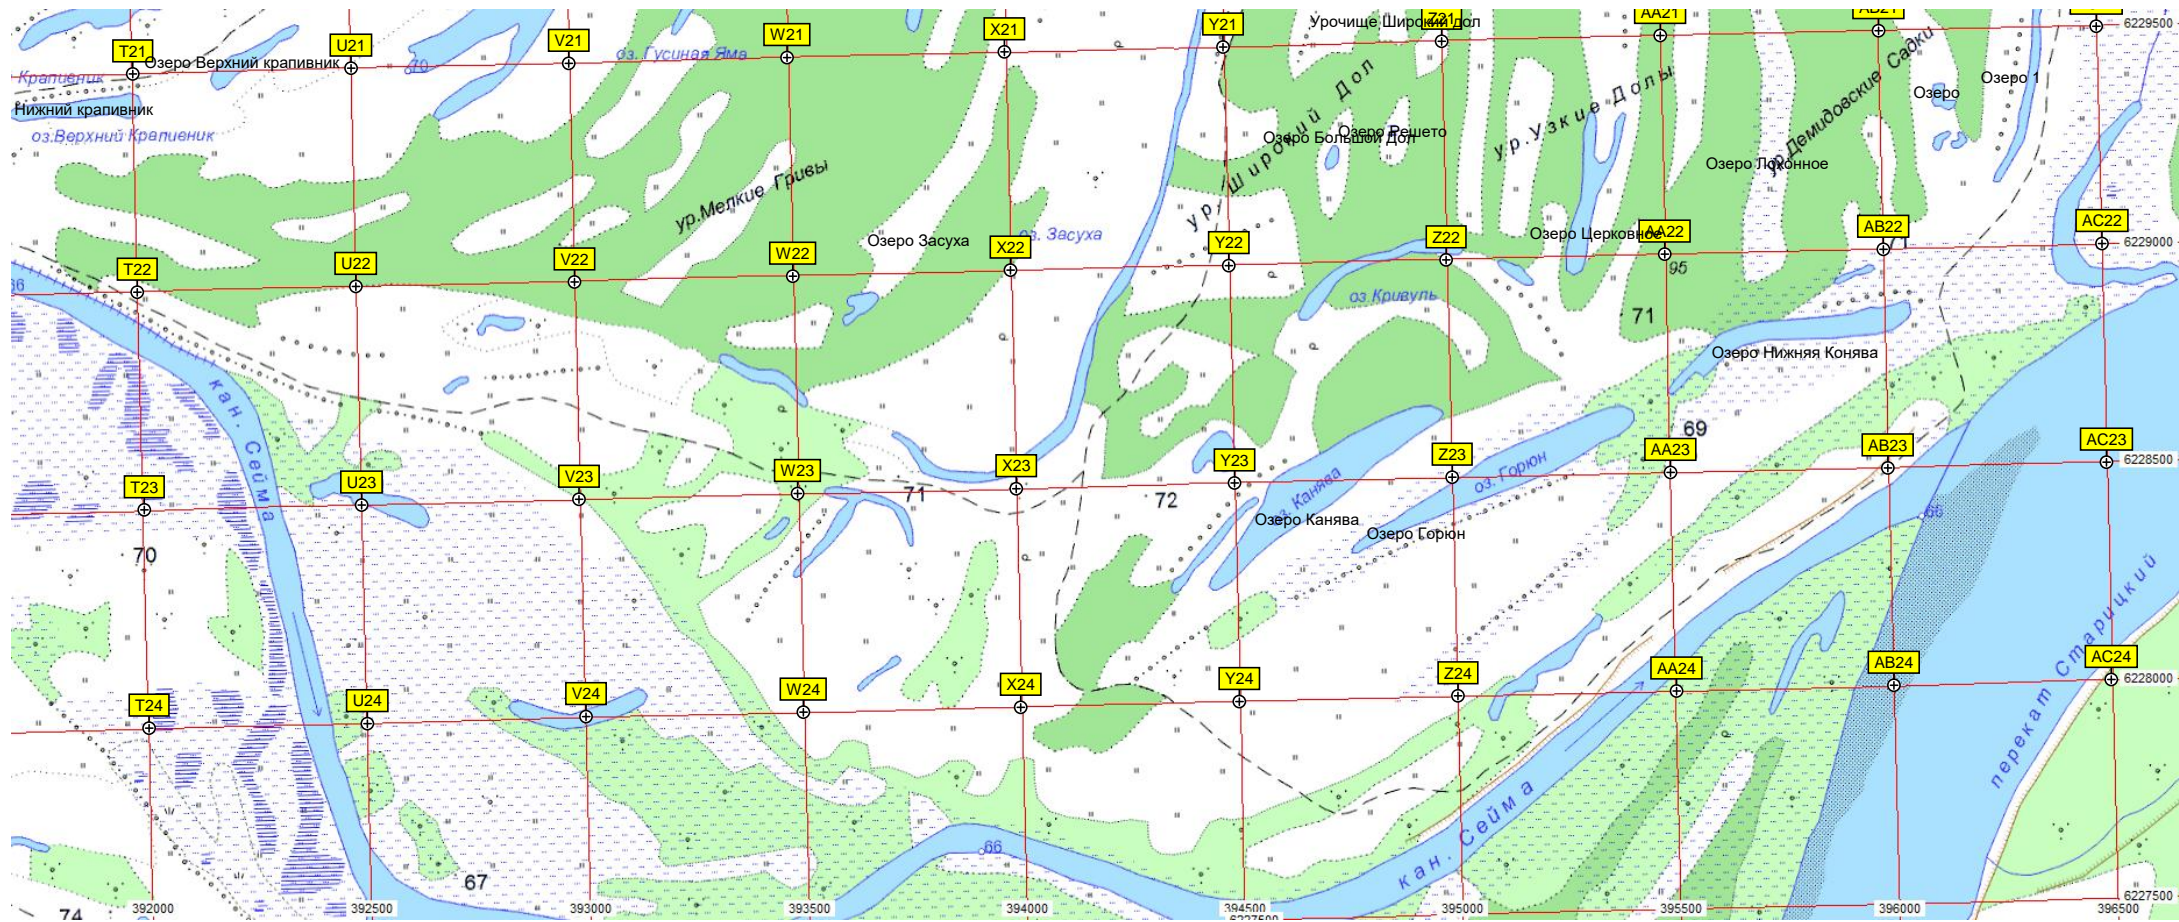 Урочище Широкий дол
Z21
AA21
AB21
6229500
T21
U21
V21
W21
X21
Y21
Озеро Верхний крапивник
оз. Гусиная Яма
70
Крапивник
Нижний крапивник
оз.Верхний Крапивник
ур.Мелкие Гривы
ур. Широкий Дол
Озеро Большой Дол
Озеро Решето
ур.Узкие Долы
ур.Демидовские Садки
Озеро Локонное
Озеро
Озеро 1
Озеро Засуха
оз. Засуха
Озеро Церковное
T22
U22
V22
W22
X22
Y22
Z22
AA22
AB22
AC22
6229000
66
95
71
71
оз.Кривуль
Озеро Нижняя Конява
69
кан. Сейма
T23
U23
V23
W23
X23
Y23
Z23
AA23
AB23
AC23
6228500
71
72
оз. Канява
оз. Горюн
Озеро Канява
Озеро Горюн
66
70
перекат Старицкий
T24
U24
V24
W24
X24
Y24
Z24
AA24
AB24
AC24
6228000
кан. Сейма
66
67
74
6227500
392000
392500
393000
393500
394000
394500
395000
395500
396000
396500
6227500